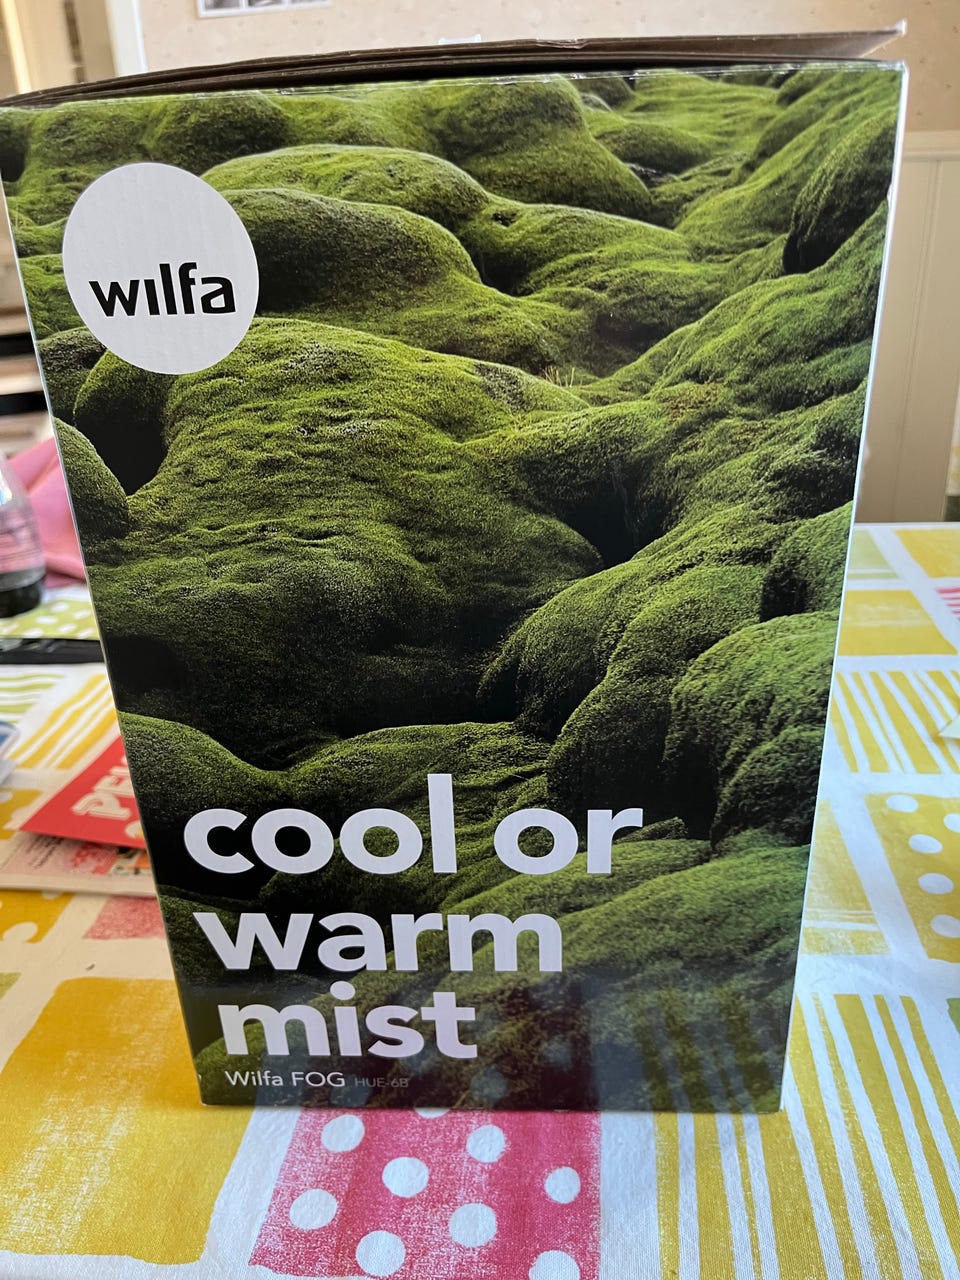 wilfa
cool or
warm
mist
Wilfa FOG HUE-6B